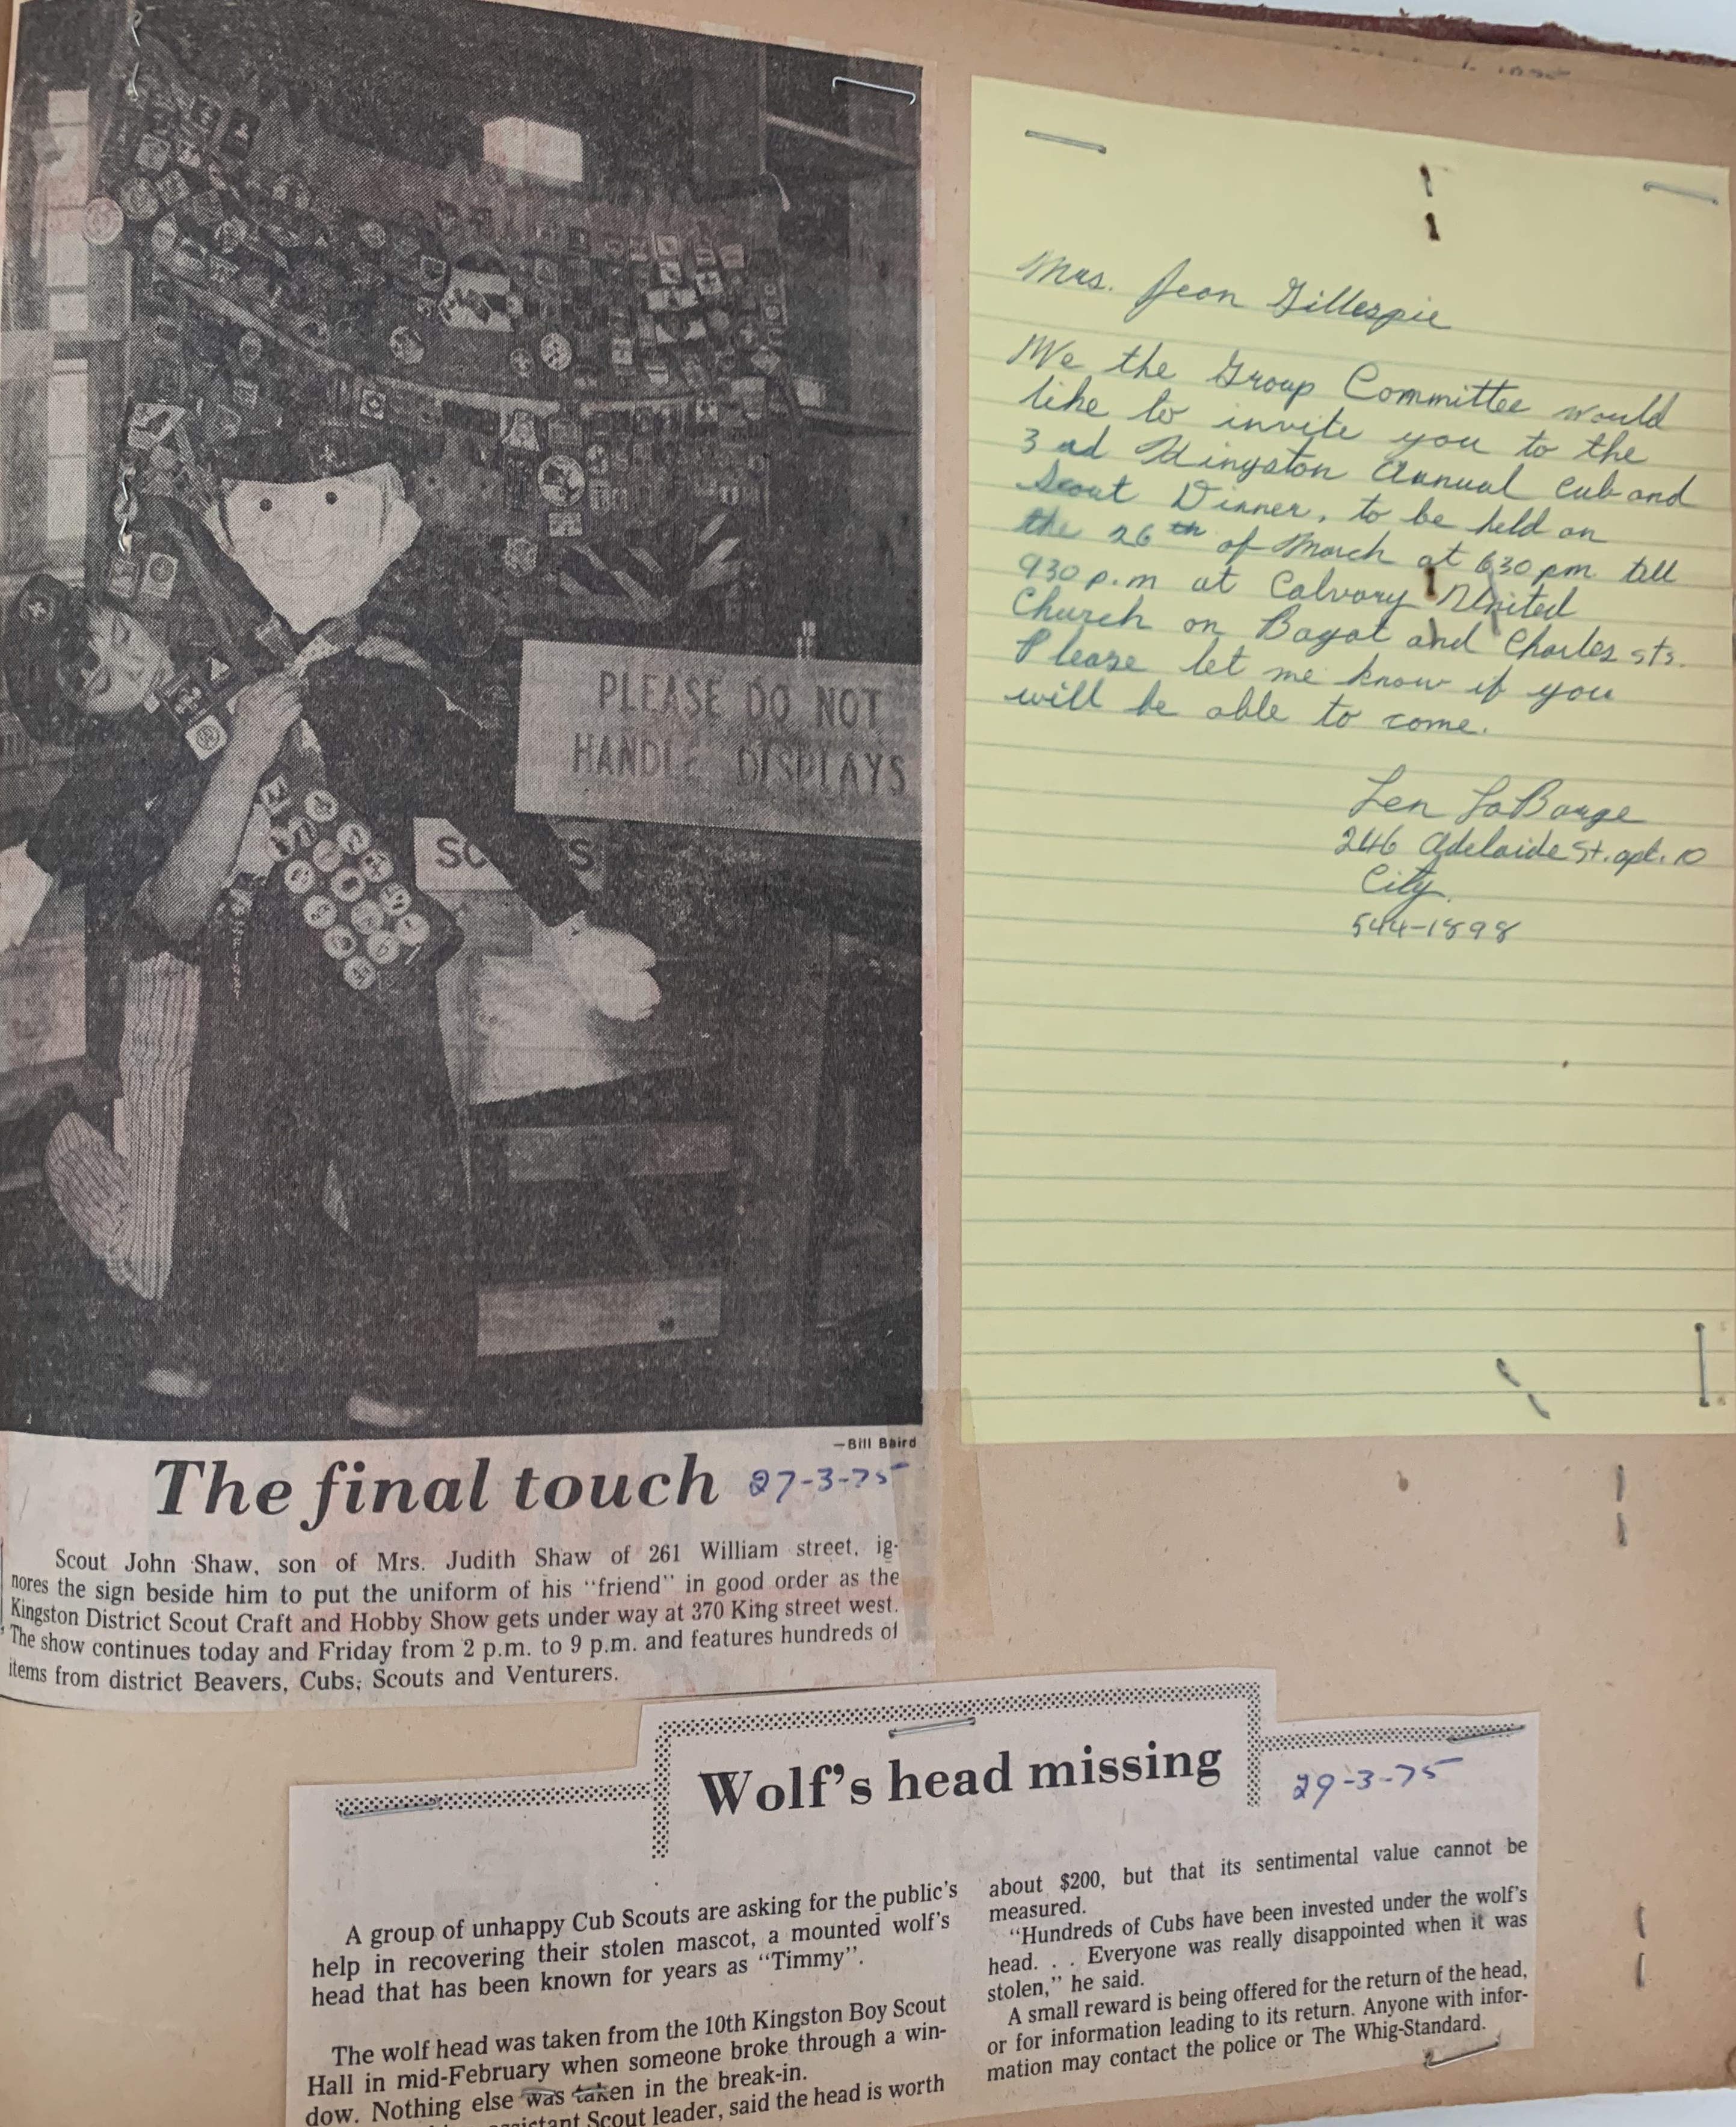 PLEASE DO NOT
HANDLE DISPLAYS
—Bill Baird
The final touch 27-3-75
Scout John Shaw, son of Mrs. Judith Shaw of 261 William street, ig-
nores the sign beside him to put the uniform of his "friend" in good order as the
Kingston District Scout Craft and Hobby Show gets under way at 370 King street west.
The show continues today and Friday from 2 p.m. to 9 p.m. and features hundreds of
items from district Beavers, Cubs, Scouts and Venturers.
Mrs. Jean Gillespie
We the Group Committee would
like to invite you to the
3 rd Kingston Annual Cub and
Scout Dinner, to be held on
the 26th of March at 630 pm till
930 p.m at Calvary United
Church on Bagot and Charles sts.
Please let me know if you
will be able to come.
Len LaBarge
246 Adelaide St. apt. 10
City
544-1898
Wolf's head missing 29-3-75
A group of unhappy Cub Scouts are asking for the public's
help in recovering their stolen mascot, a mounted wolf's
head that has been known for years as "Timmy".
The wolf head was taken from the 10th Kingston Boy Scout
Hall in mid-February when someone broke through a win-
dow. Nothing else was taken in the break-in.
Scout leader, said the head is worth
about $200, but that its sentimental value cannot be
measured.
"Hundreds of Cubs have been invested under the wolf's
head. . . Everyone was really disappointed when it was
stolen," he said.
A small reward is being offered for the return of the head,
or for information leading to its return. Anyone with infor-
mation may contact the police or The Whig-Standard.